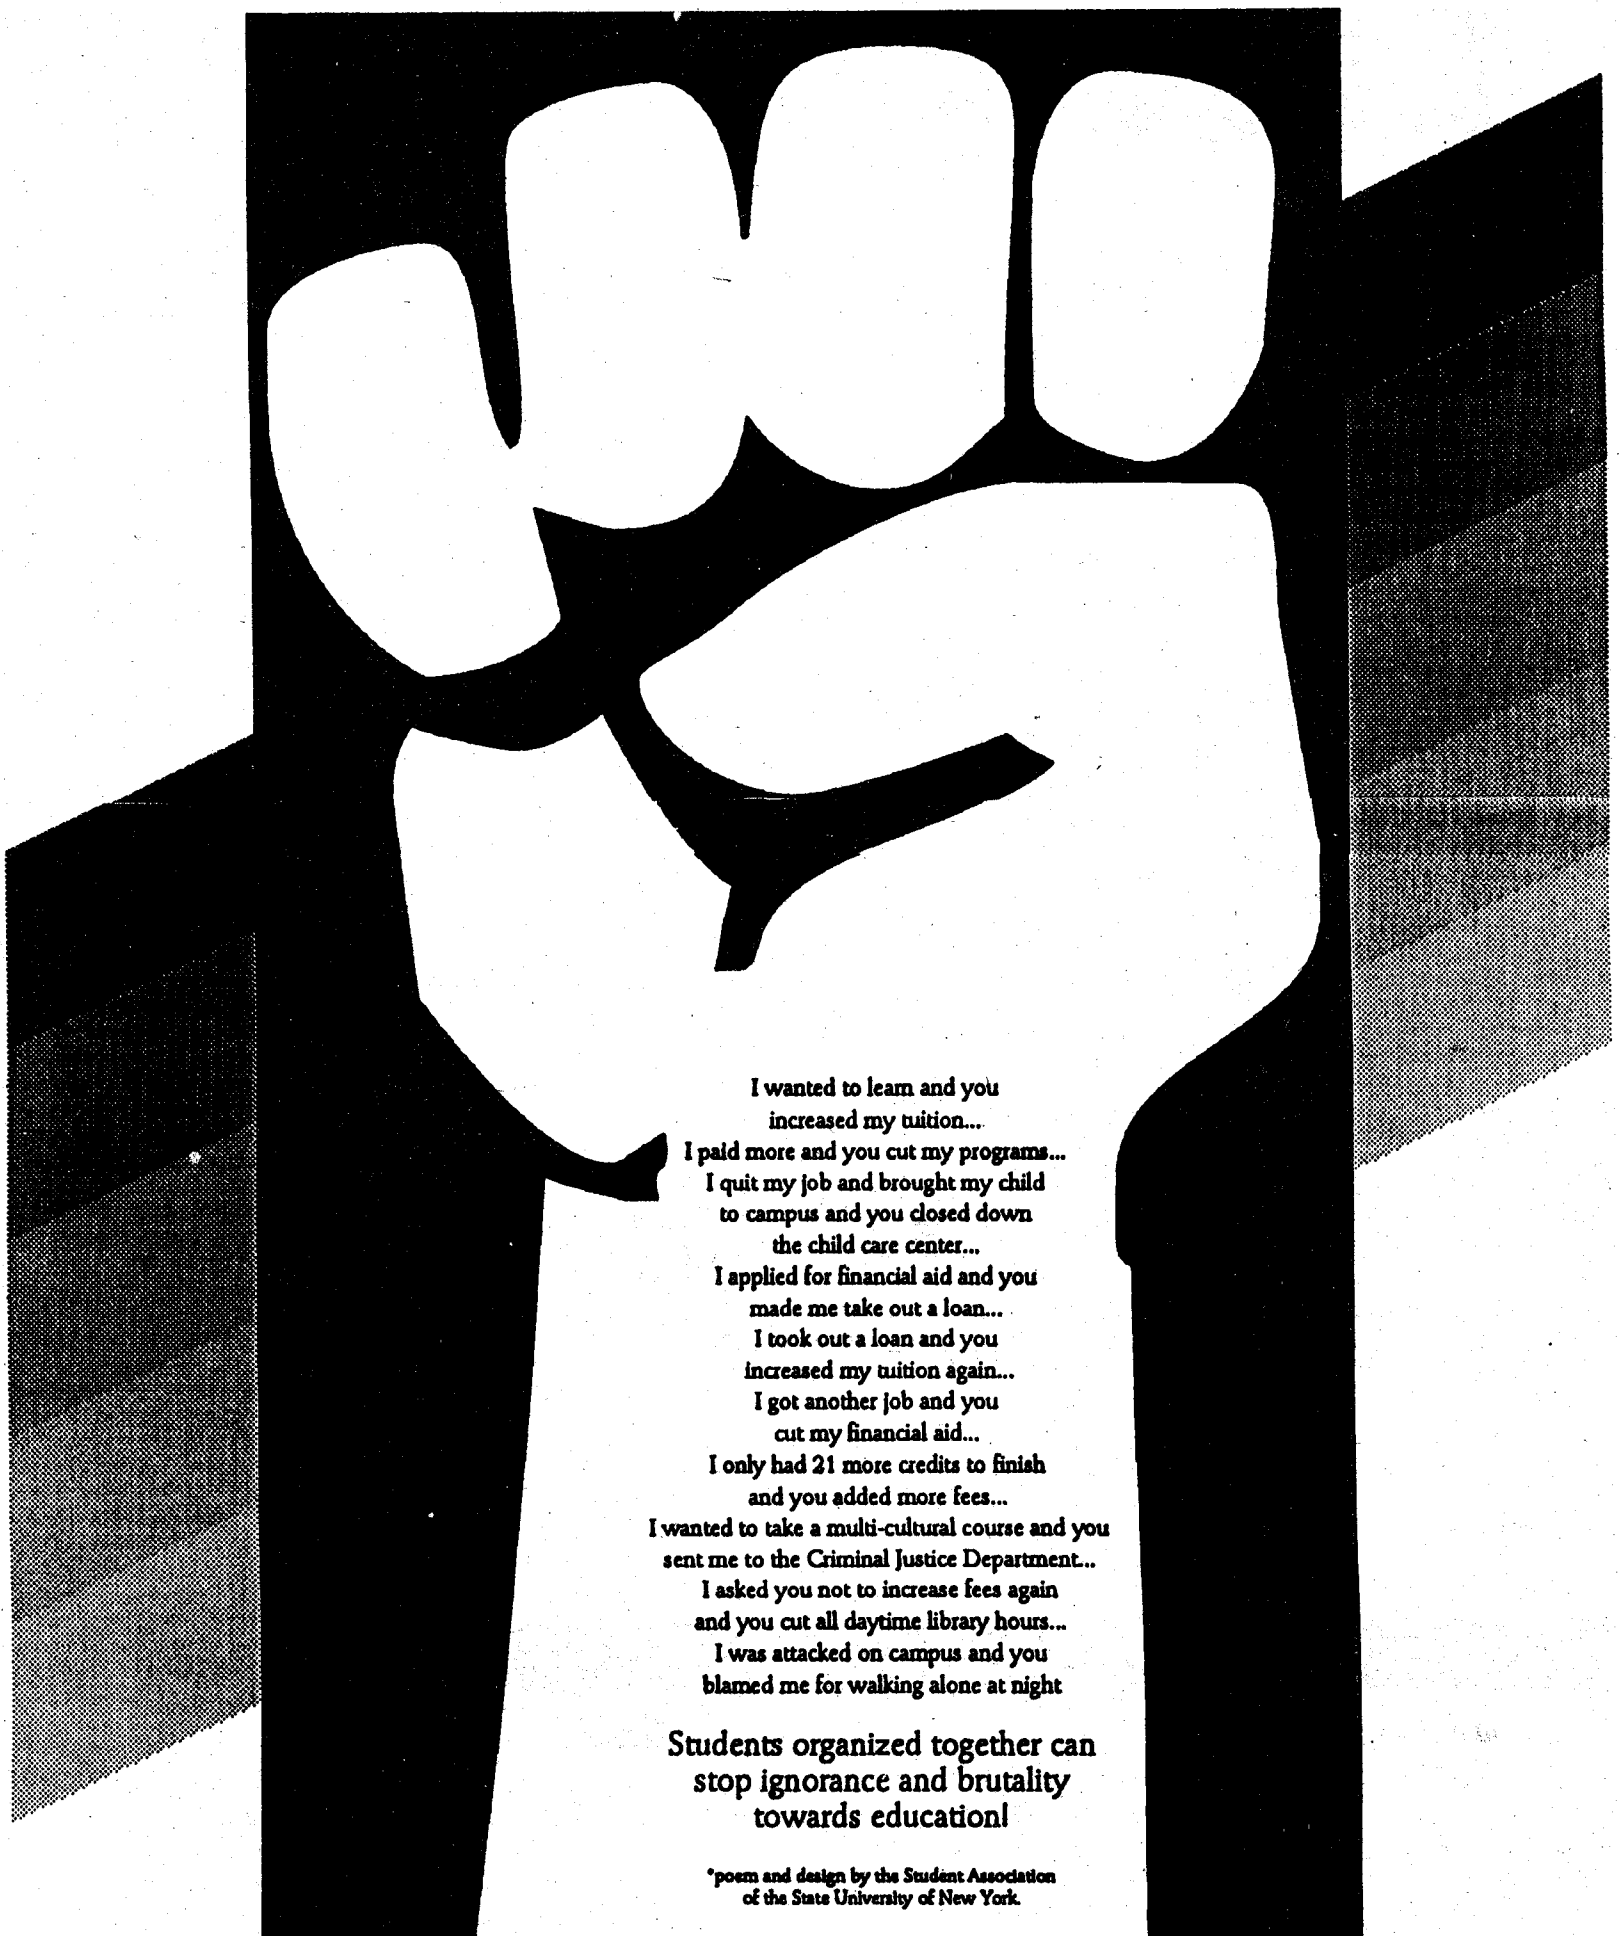 I wanted to learn and you
increased my tuition...
I paid more and you cut my programs...
I quit my job and brought my child
to campus and you closed down
the child care center...
I applied for financial aid and you
made me take out a loan...
I took out a loan and you
increased my tuition again...
I got another job and you
cut my financial aid...
I only had 21 more credits to finish
and you added more fees...
I wanted to take a multi-cultural course and you
sent me to the Criminal Justice Department...
I asked you not to increase fees again
and you cut all daytime library hours...
I was attacked on campus and you
blamed me for walking alone at night
Students organized together can
stop ignorance and brutality
towards education!
*poem and design by the Student Association
of the State University of New York.